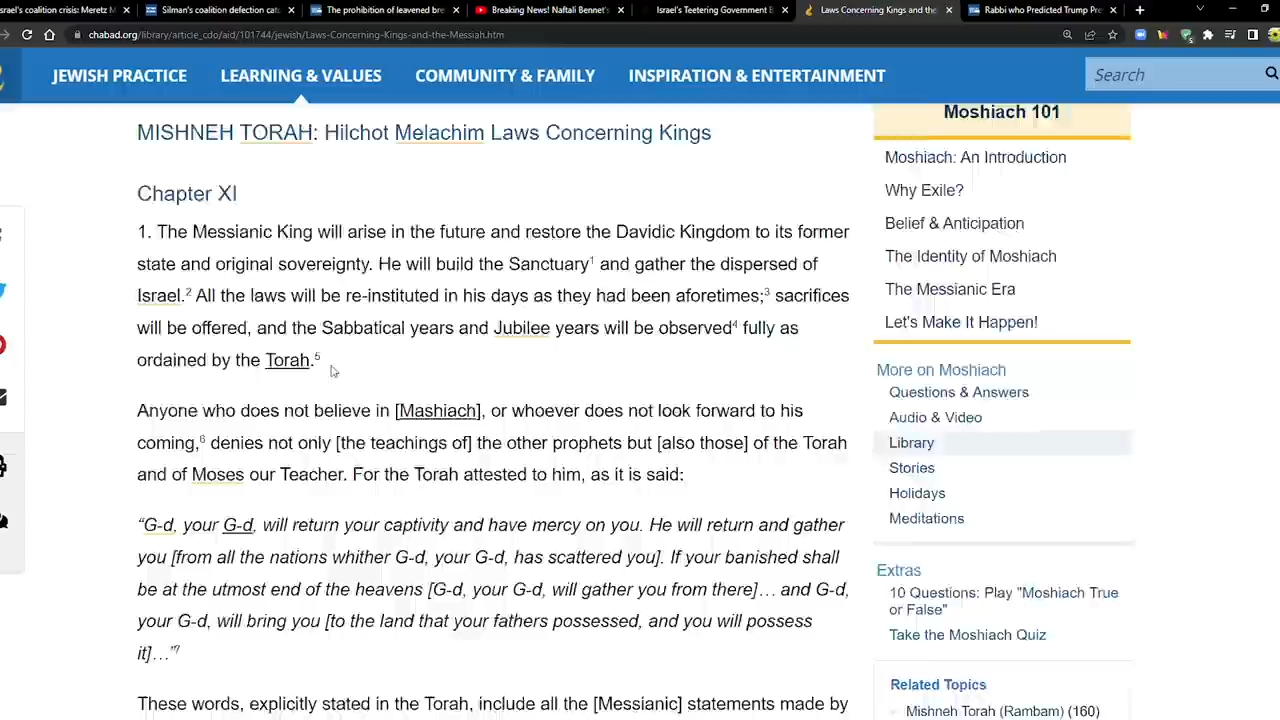 srael's coalition crisis: Meretz M
Silman's coalition defection cat
The prohibition of leavened bre
Breaking News! Naftali Bennet's
Israel's Teetering Government B
Laws Concerning Kings and the
Rabbi who Predicted Trump Pre
chabad.org/library/article_cdo/aid/101744/jewish/Laws-Concerning-Kings-and-the-Messiah.htm
JEWISH PRACTICE LEARNING & VALUES COMMUNITY & FAMILY INSPIRATION & ENTERTAINMENT Search
MISHNEH TORAH: Hilchot Melachim Laws Concerning Kings
Chapter XI
1. The Messianic King will arise in the future and restore the Davidic Kingdom to its former
state and original sovereignty. He will build the Sanctuary¹ and gather the dispersed of
Israel.² All the laws will be re-instituted in his days as they had been aforetimes;³ sacrifices
will be offered, and the Sabbatical years and Jubilee years will be observed⁴ fully as
ordained by the Torah.⁵
Anyone who does not believe in [Mashiach], or whoever does not look forward to his
coming,⁶ denies not only [the teachings of] the other prophets but [also those] of the Torah
and of Moses our Teacher. For the Torah attested to him, as it is said:
“G-d, your G-d, will return your captivity and have mercy on you. He will return and gather
you [from all the nations whither G-d, your G-d, has scattered you]. If your banished shall
be at the utmost end of the heavens [G-d, your G-d, will gather you from there]… and G-d,
your G-d, will bring you [to the land that your fathers possessed, and you will possess
it]…”⁷
These words, explicitly stated in the Torah, include all the [Messianic] statements made by
Moshiach 101
Moshiach: An Introduction
Why Exile?
Belief & Anticipation
The Identity of Moshiach
The Messianic Era
Let's Make It Happen!
More on Moshiach
Questions & Answers
Audio & Video
Library
Stories
Holidays
Meditations
Extras
10 Questions: Play "Moshiach True
or False"
Take the Moshiach Quiz
Related Topics
Mishneh Torah (Rambam) (160)